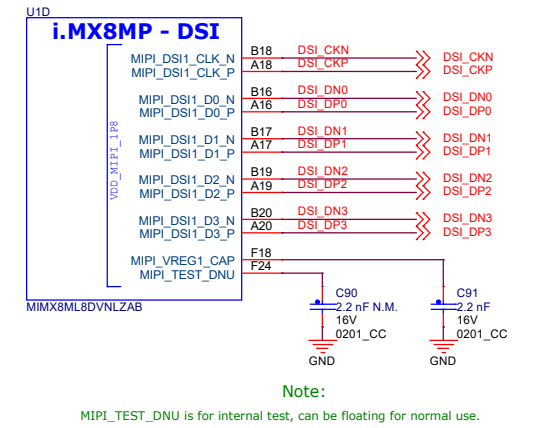 U1D
i.MX8MP - DSI
MIPI_DSI1_CLK_N B18 DSI_CKN DSI_CKN
MIPI_DSI1_CLK_P A18 DSI_CKP DSI_CKP
MIPI_DSI1_D0_N B16 DSI_DN0 DSI_DN0
MIPI_DSI1_D0_P A16 DSI_DP0 DSI_DP0
MIPI_DSI1_D1_N B17 DSI_DN1 DSI_DN1
MIPI_DSI1_D1_P A17 DSI_DP1 DSI_DP1
VDD_MIPI_1P8
MIPI_DSI1_D2_N B19 DSI_DN2 DSI_DN2
MIPI_DSI1_D2_P A19 DSI_DP2 DSI_DP2
MIPI_DSI1_D3_N B20 DSI_DN3 DSI_DN3
MIPI_DSI1_D3_P A20 DSI_DP3 DSI_DP3
MIPI_VREG1_CAP F18
MIPI_TEST_DNU F24
MIMX8ML8DVNLZAB
C90 C91
2.2 nF N.M. 2.2 nF
16V 16V
0201_CC 0201_CC
GND GND
Note:
MIPI_TEST_DNU is for internal test, can be floating for normal use.